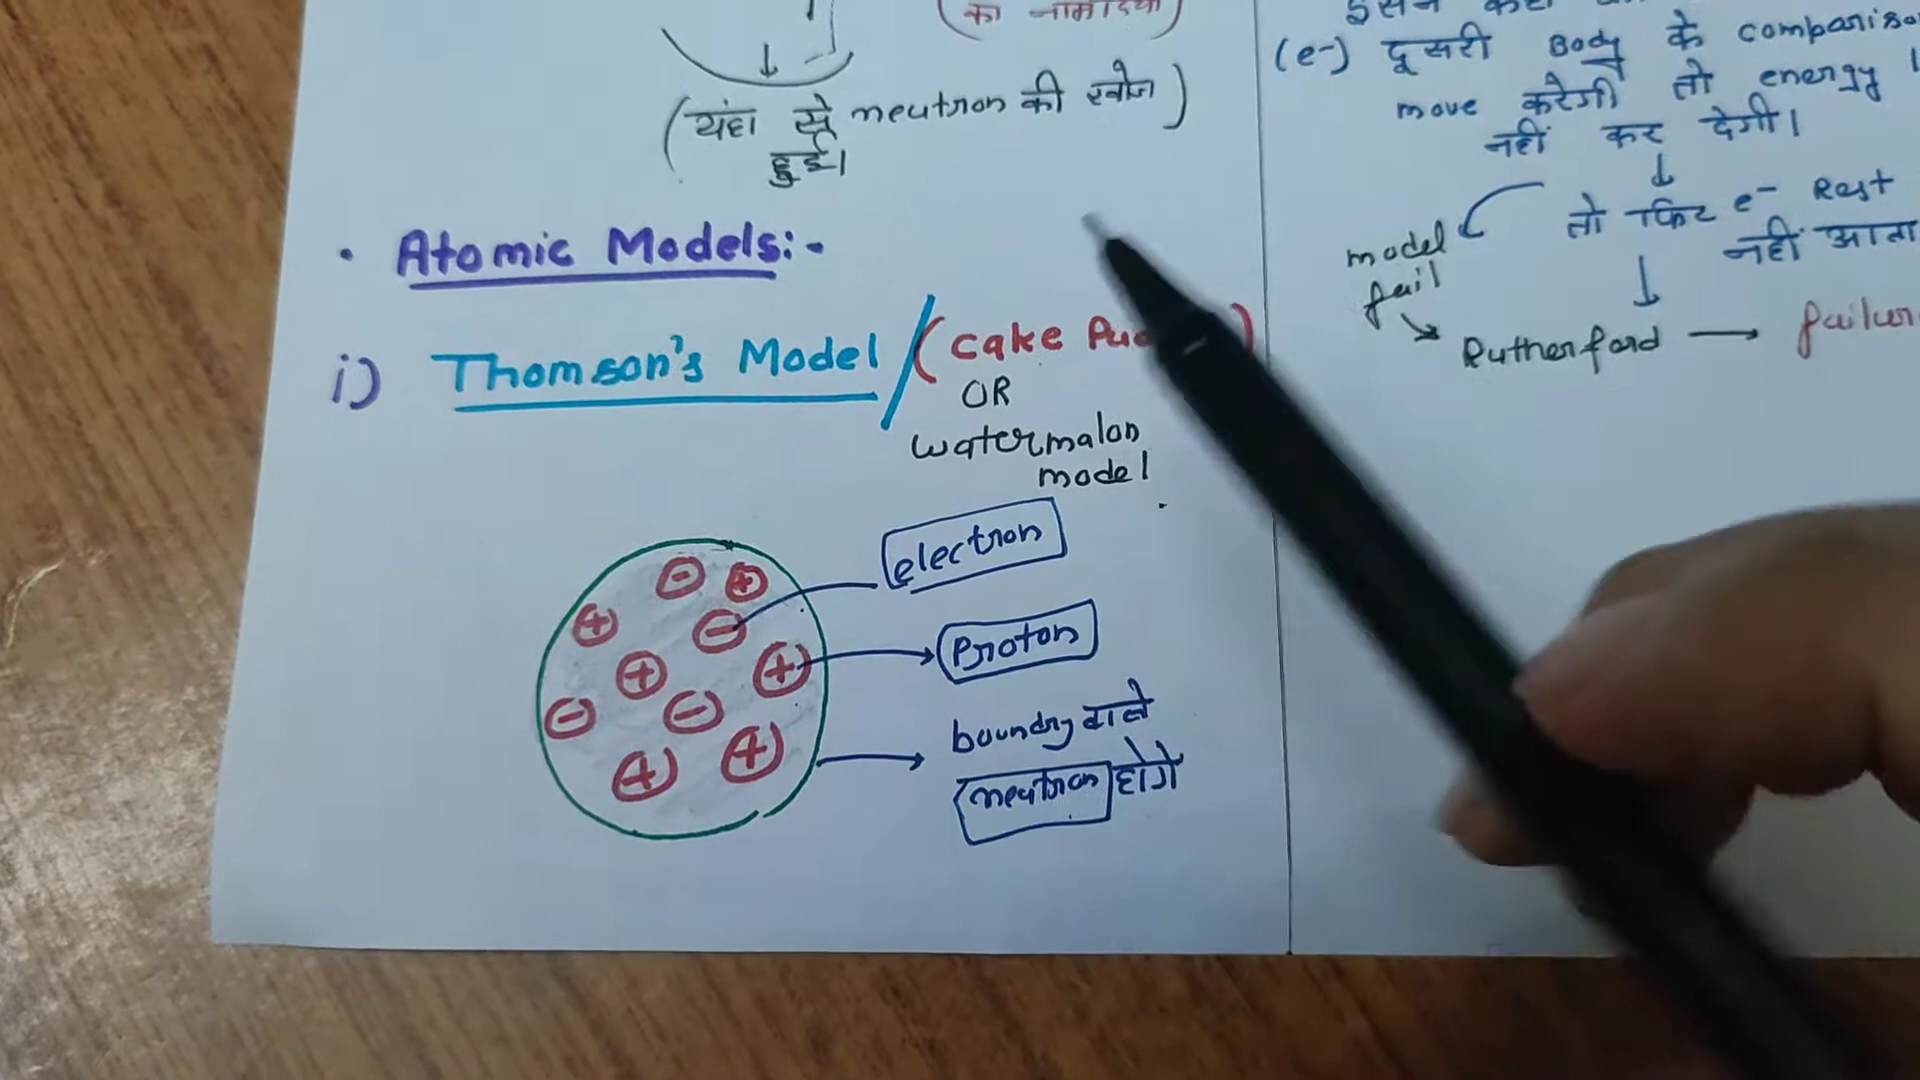 का नाम दिया)
(यंहा से neutron की खोज)
हुई।
• Atomic Models:-
i) Thomson's Model / (Cake
OR
watermalon
model
electron
Proton
boundry वाले
neutron होगें
(e-) दूसरी Body के comparison
move करेगी तो energy
नहीं कर देगी।
तो फिर e- Rest
नहीं आता
model
fail
Rutherford → failure